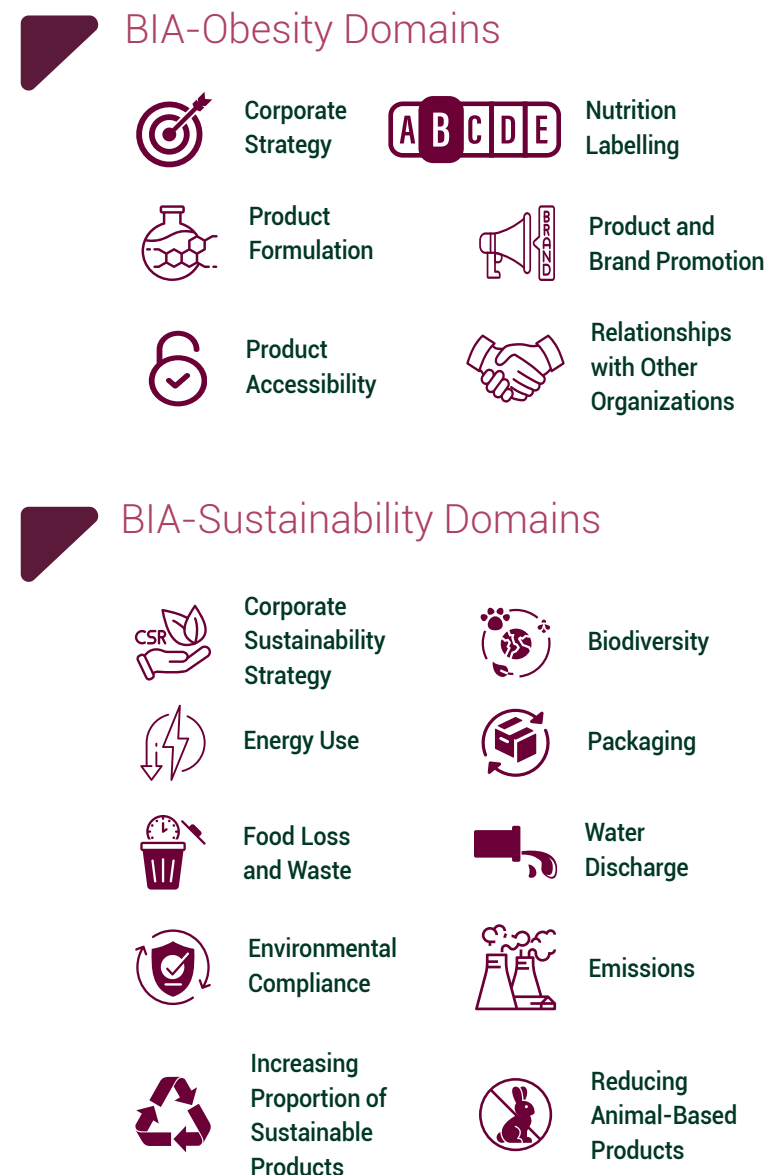 BIA-Obesity Domains
Corporate
Strategy
A B C D E
Nutrition
Labelling
Product
Formulation
BRAND
Product and
Brand Promotion
Product
Accessibility
Relationships
with Other
Organizations
BIA-Sustainability Domains
CSR
Corporate
Sustainability
Strategy
Biodiversity
Energy Use
Packaging
Food Loss
and Waste
Water
Discharge
Environmental
Compliance
Emissions
Increasing
Proportion of
Sustainable
Products
Reducing
Animal-Based
Products